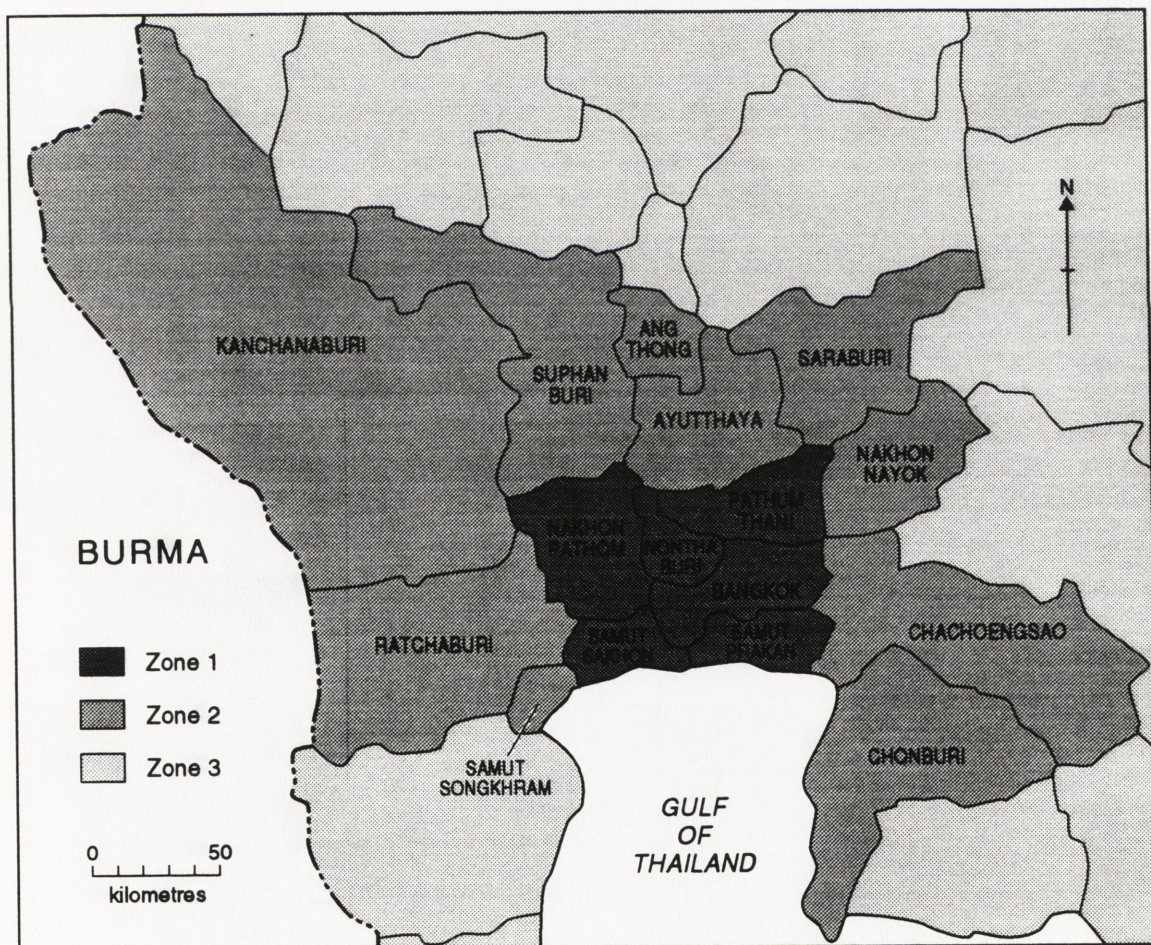 N
KANCHANABURI
ANG
THONG
SARABURI
SUPHAN
BURI
AYUTTHAYA
NAKHON
NAYOK
PATHUM
THANI
NAKHON
PATHOM
NONTHA
BURI
BANGKOK
BURMA
RATCHABURI
SAMUT
SAKHON
SAMUT
PRAKAN
CHACHOENGSAO
Zone 1
Zone 2
Zone 3
CHONBURI
SAMUT
SONGKHRAM
GULF
OF
THAILAND
0 50
kilometres